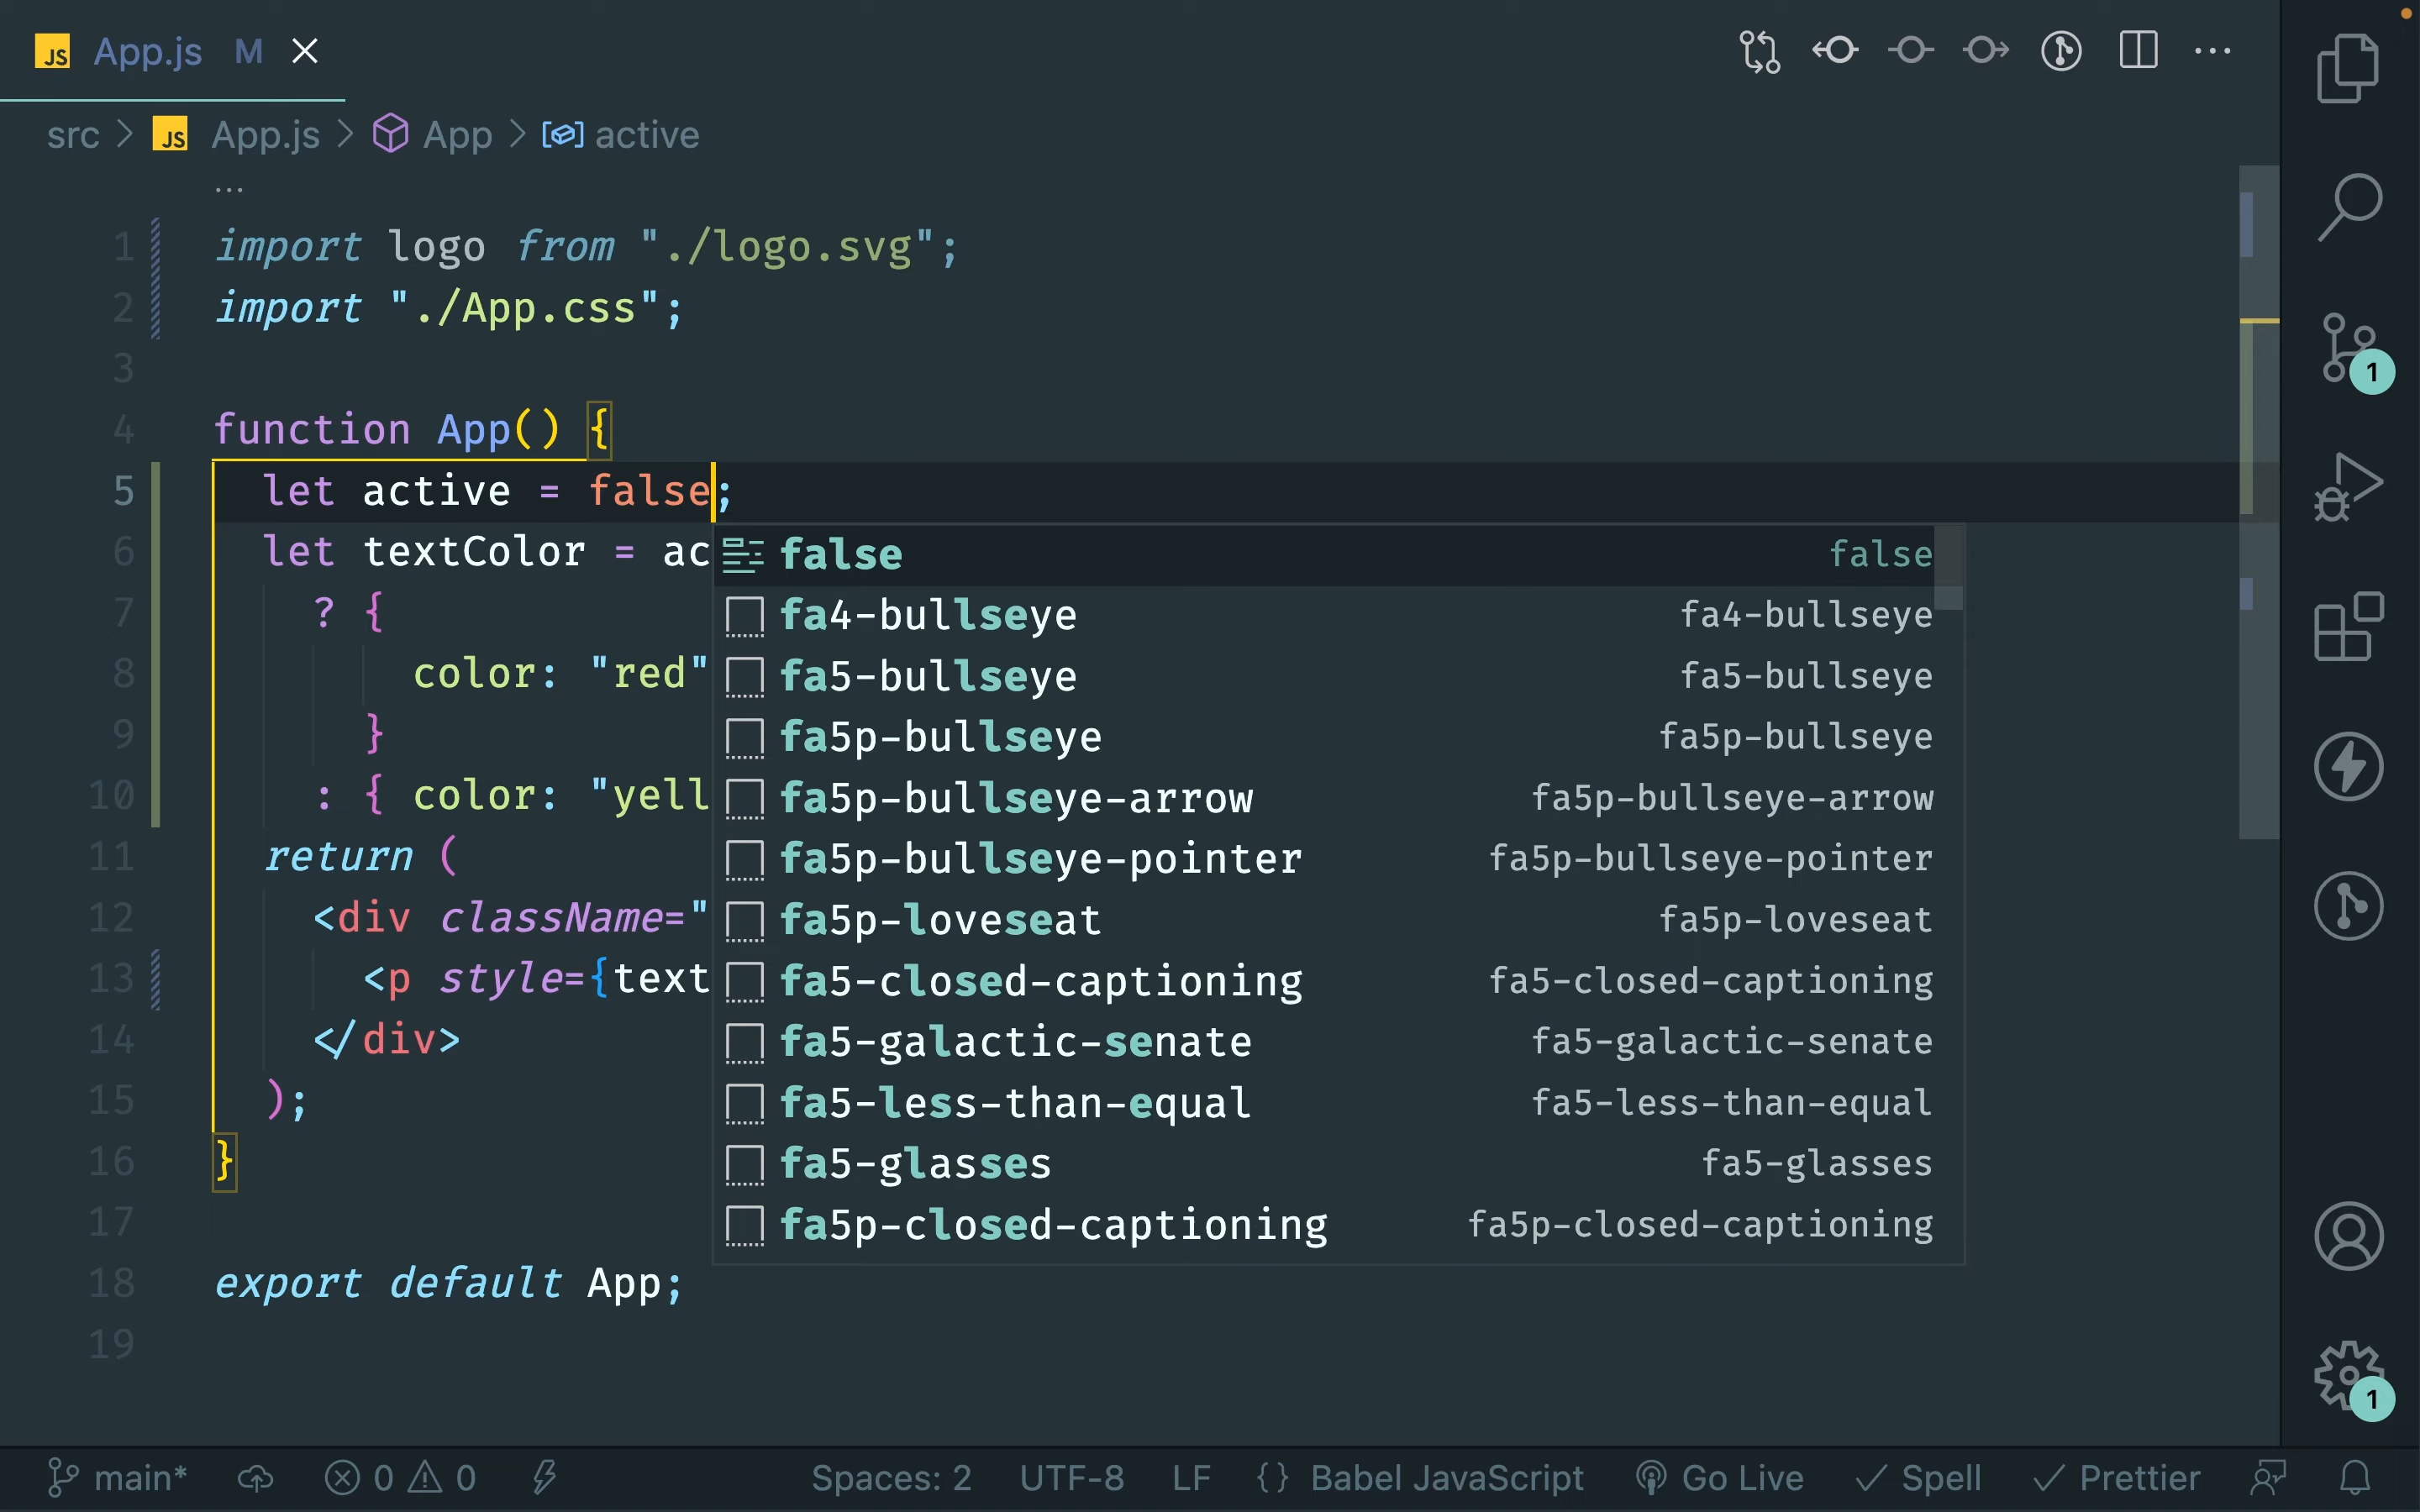 JS App.js M
src > JS App.js > App > active
...
1 import logo from "./logo.svg";
2 import "./App.css";
3
4 function App() {
5 let active = false;
6 let textColor = ac
7 ? {
8 color: "red"
9 }
10 : { color: "yell
11 return (
12 <div className="
13 <p style={text
14 </div>
15 );
16 }
17
18 export default App;
19
false false
fa4-bullseye fa4-bullseye
fa5-bullseye fa5-bullseye
fa5p-bullseye fa5p-bullseye
fa5p-bullseye-arrow fa5p-bullseye-arrow
fa5p-bullseye-pointer fa5p-bullseye-pointer
fa5p-loveseat fa5p-loveseat
fa5-closed-captioning fa5-closed-captioning
fa5-galactic-senate fa5-galactic-senate
fa5-less-than-equal fa5-less-than-equal
fa5-glasses fa5-glasses
fa5p-closed-captioning fa5p-closed-captioning
1
1
main* 0 0 Spaces: 2 UTF-8 LF {} Babel JavaScript Go Live Spell Prettier